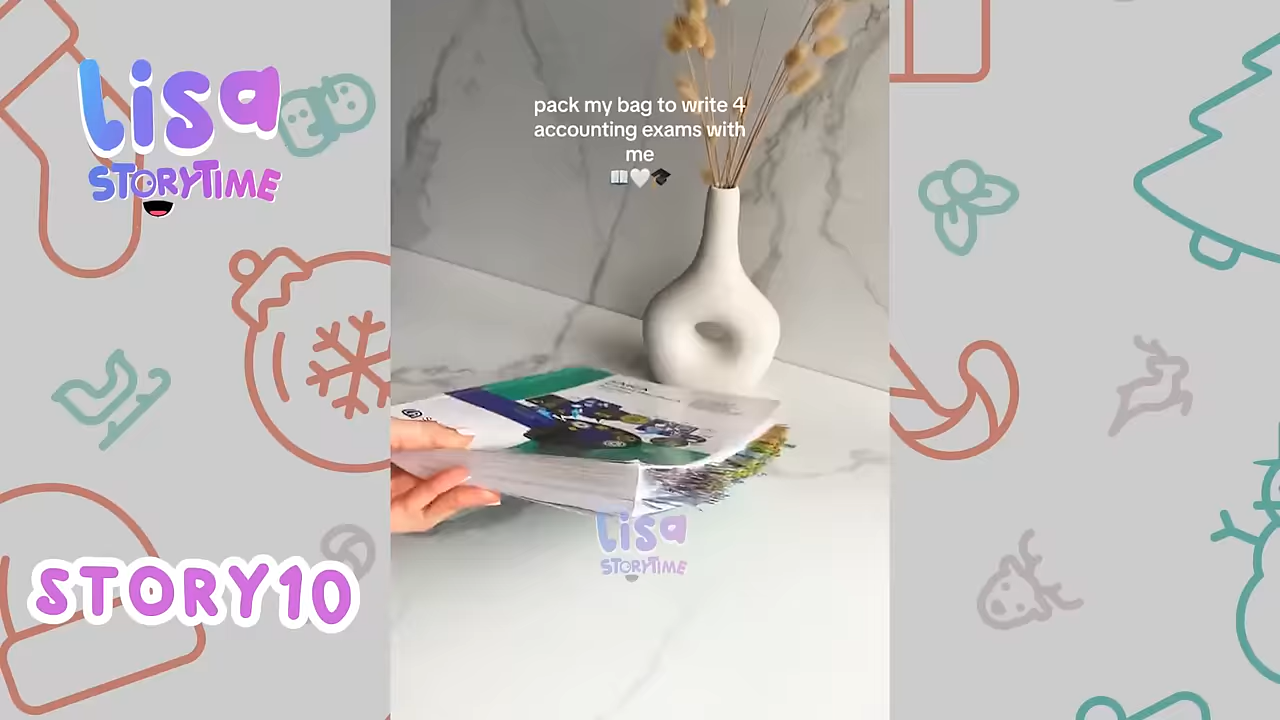 Lisa
STORYTIME
pack my bag to write 4
accounting exams with
me
📖🤍🎓
Lisa
STORYTIME
STORY10